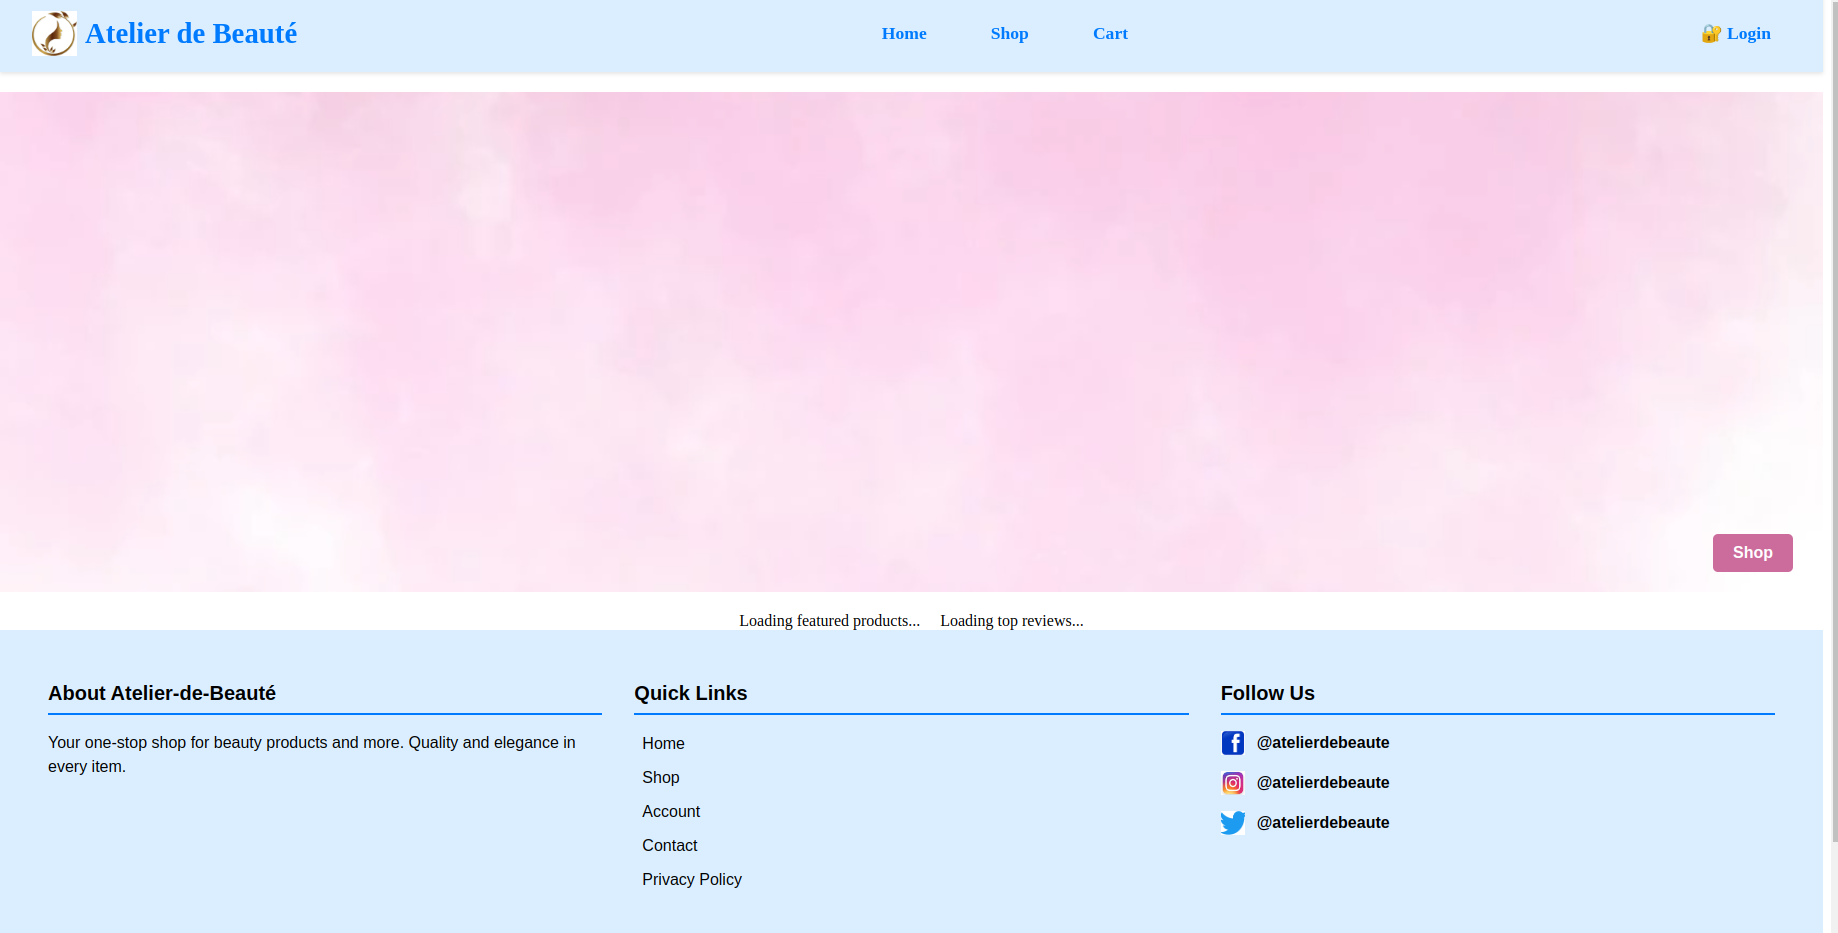 Atelier de Beauté
Home
Shop
Cart
🔐 Login
Shop
Loading featured products...
Loading top reviews...
About Atelier-de-Beauté
Your one-stop shop for beauty products and more. Quality and elegance in
every item.
Quick Links
Home
Shop
Account
Contact
Privacy Policy
Follow Us
@atelierdebeaute
@atelierdebeaute
@atelierdebeaute